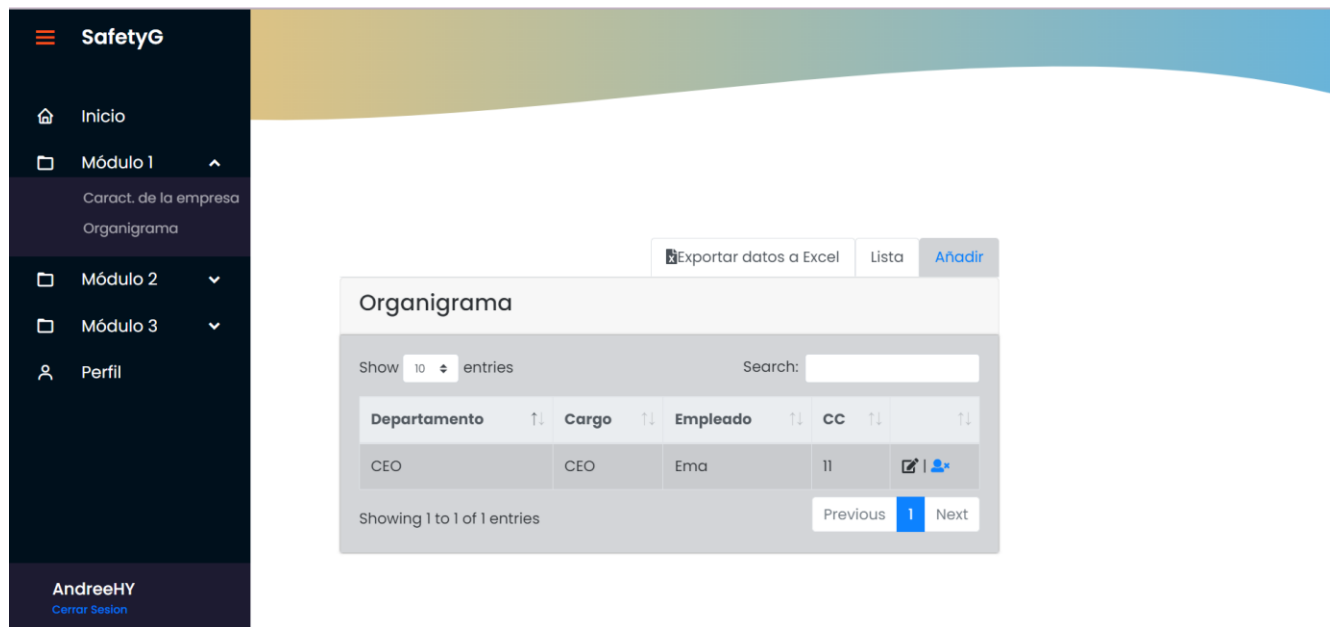 SafetyG
Inicio
Módulo 1
Caract. de la empresa
Organigrama
Módulo 2
Módulo 3
Perfil
AndreeHY
Cerrar Sesion
Exportar datos a Excel Lista Añadir
Organigrama
Show 10 entries Search:
Departamento Cargo Empleado CC
CEO CEO Ema 11 |
Showing 1 to 1 of 1 entries Previous 1 Next